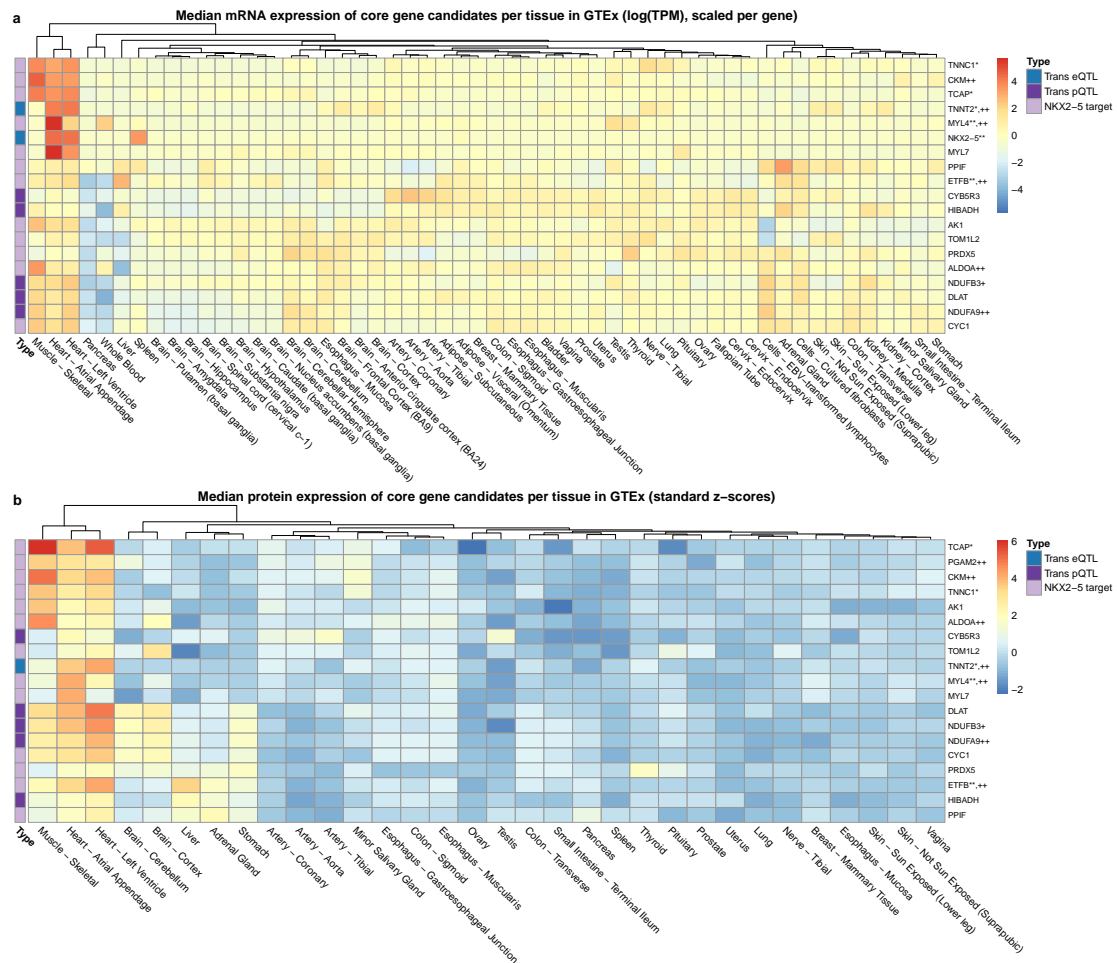 a
Median mRNA expression of core gene candidates per tissue in GTEx (log(TPM), scaled per gene)
TNNC1*
CKM++
TCAP*
TNNT2*,++
MYL4**,++
NKX2−5**
MYL7
PPIF
ETFB**,++
CYB5R3
HIBADH
AK1
TOM1L2
PRDX5
ALDOA++
NDUFB3+
DLAT
NDUFA9++
CYC1
4
2
0
−2
−4
Type
Trans eQTL
Trans pQTL
NKX2−5 target
Type
Muscle − Skeletal
Heart − Atrial Appendage
Heart − Left Ventricle
Pancreas
Whole Blood
Liver
Spleen
Brain − Putamen (basal ganglia)
Brain − Amygdala
Brain − Hippocampus
Brain − Spinal cord (cervical c−1)
Brain − Substantia nigra
Brain − Hypothalamus
Brain − Caudate (basal ganglia)
Brain − Nucleus accumbens (basal ganglia)
Brain − Cerebellar Hemisphere
Brain − Cerebellum
Esophagus − Mucosa
Brain − Frontal Cortex (BA9)
Brain − Anterior cingulate cortex (BA24)
Brain − Cortex
Artery − Coronary
Artery − Aorta
Artery − Tibial
Adipose − Subcutaneous
Adipose − Visceral (Omentum)
Breast − Mammary Tissue
Colon − Sigmoid
Esophagus − Gastroesophageal Junction
Esophagus − Muscularis
Bladder
Vagina
Prostate
Uterus
Testis
Thyroid
Nerve − Tibial
Lung
Pituitary
Ovary
Fallopian Tube
Cervix − Ectocervix
Cervix − Endocervix
Cells − EBV−transformed lymphocytes
Adrenal Gland
Cells − Cultured fibroblasts
Skin − Not Sun Exposed (Suprapubic)
Skin − Sun Exposed (Lower leg)
Colon − Transverse
Kidney − Medulla
Kidney − Cortex
Minor Salivary Gland
Small Intestine − Terminal Ileum
Stomach
b
Median protein expression of core gene candidates per tissue in GTEx (standard z−scores)
TCAP*
PGAM2++
CKM++
TNNC1*
AK1
ALDOA++
CYB5R3
TOM1L2
TNNT2*,++
MYL4**,++
MYL7
DLAT
NDUFB3+
NDUFA9++
CYC1
PRDX5
ETFB**,++
HIBADH
PPIF
6
4
2
0
−2
Type
Trans eQTL
Trans pQTL
NKX2−5 target
Type
Muscle − Skeletal
Heart − Atrial Appendage
Heart − Left Ventricle
Brain − Cerebellum
Brain − Cortex
Liver
Adrenal Gland
Stomach
Artery − Coronary
Artery − Aorta
Artery − Tibial
Minor Salivary Gland
Esophagus − Gastroesophageal Junction
Colon − Sigmoid
Esophagus − Muscularis
Ovary
Testis
Colon − Transverse
Small Intestine − Terminal Ileum
Pancreas
Spleen
Thyroid
Pituitary
Prostate
Uterus
Lung
Nerve − Tibial
Breast − Mammary Tissue
Esophagus − Mucosa
Skin − Sun Exposed (Lower leg)
Skin − Not Sun Exposed (Suprapubic)
Vagina